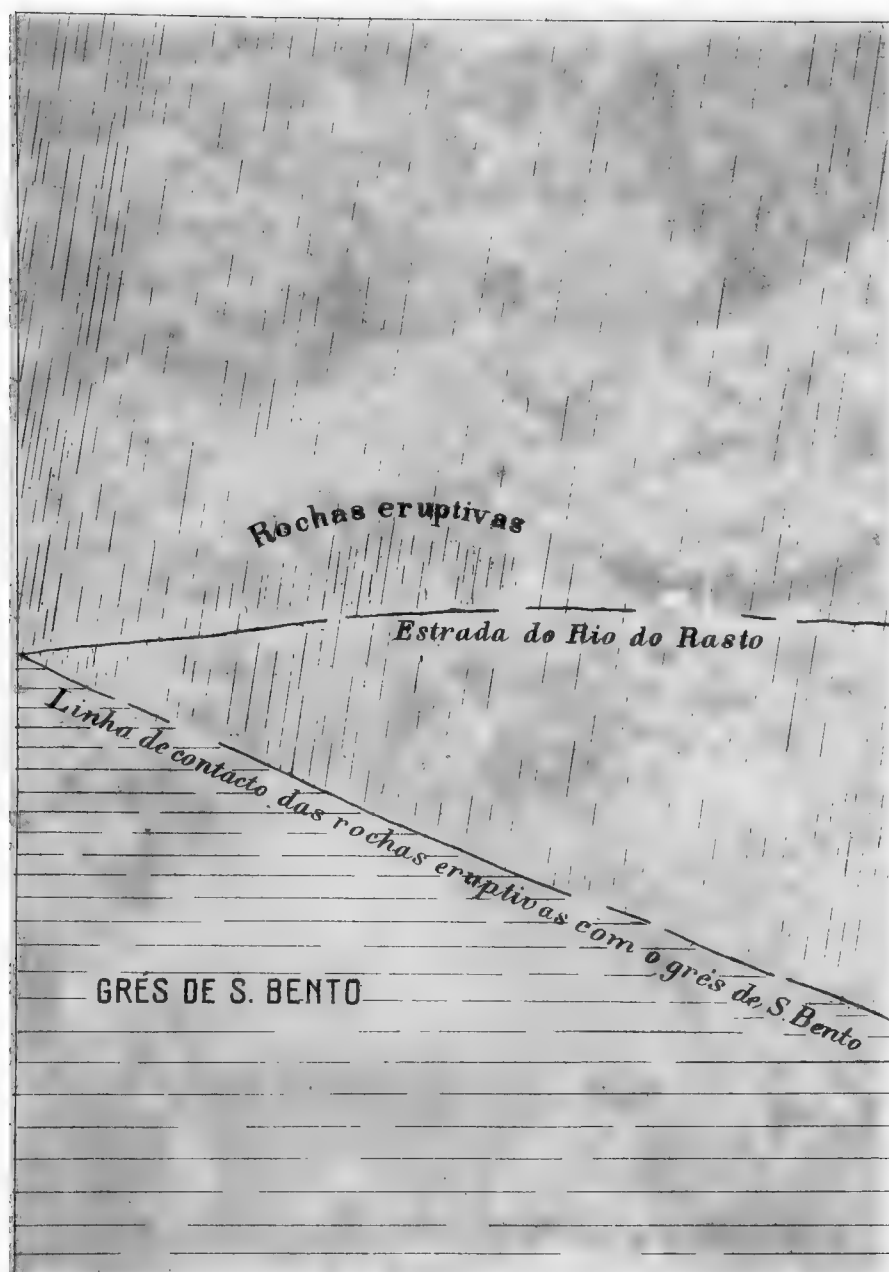 Rochas eruptivas
Estrada do Rio do Rasto
Linha de contacto das rochas eruptivas com o grés de S. Bento
GRÉS DE S. BENTO